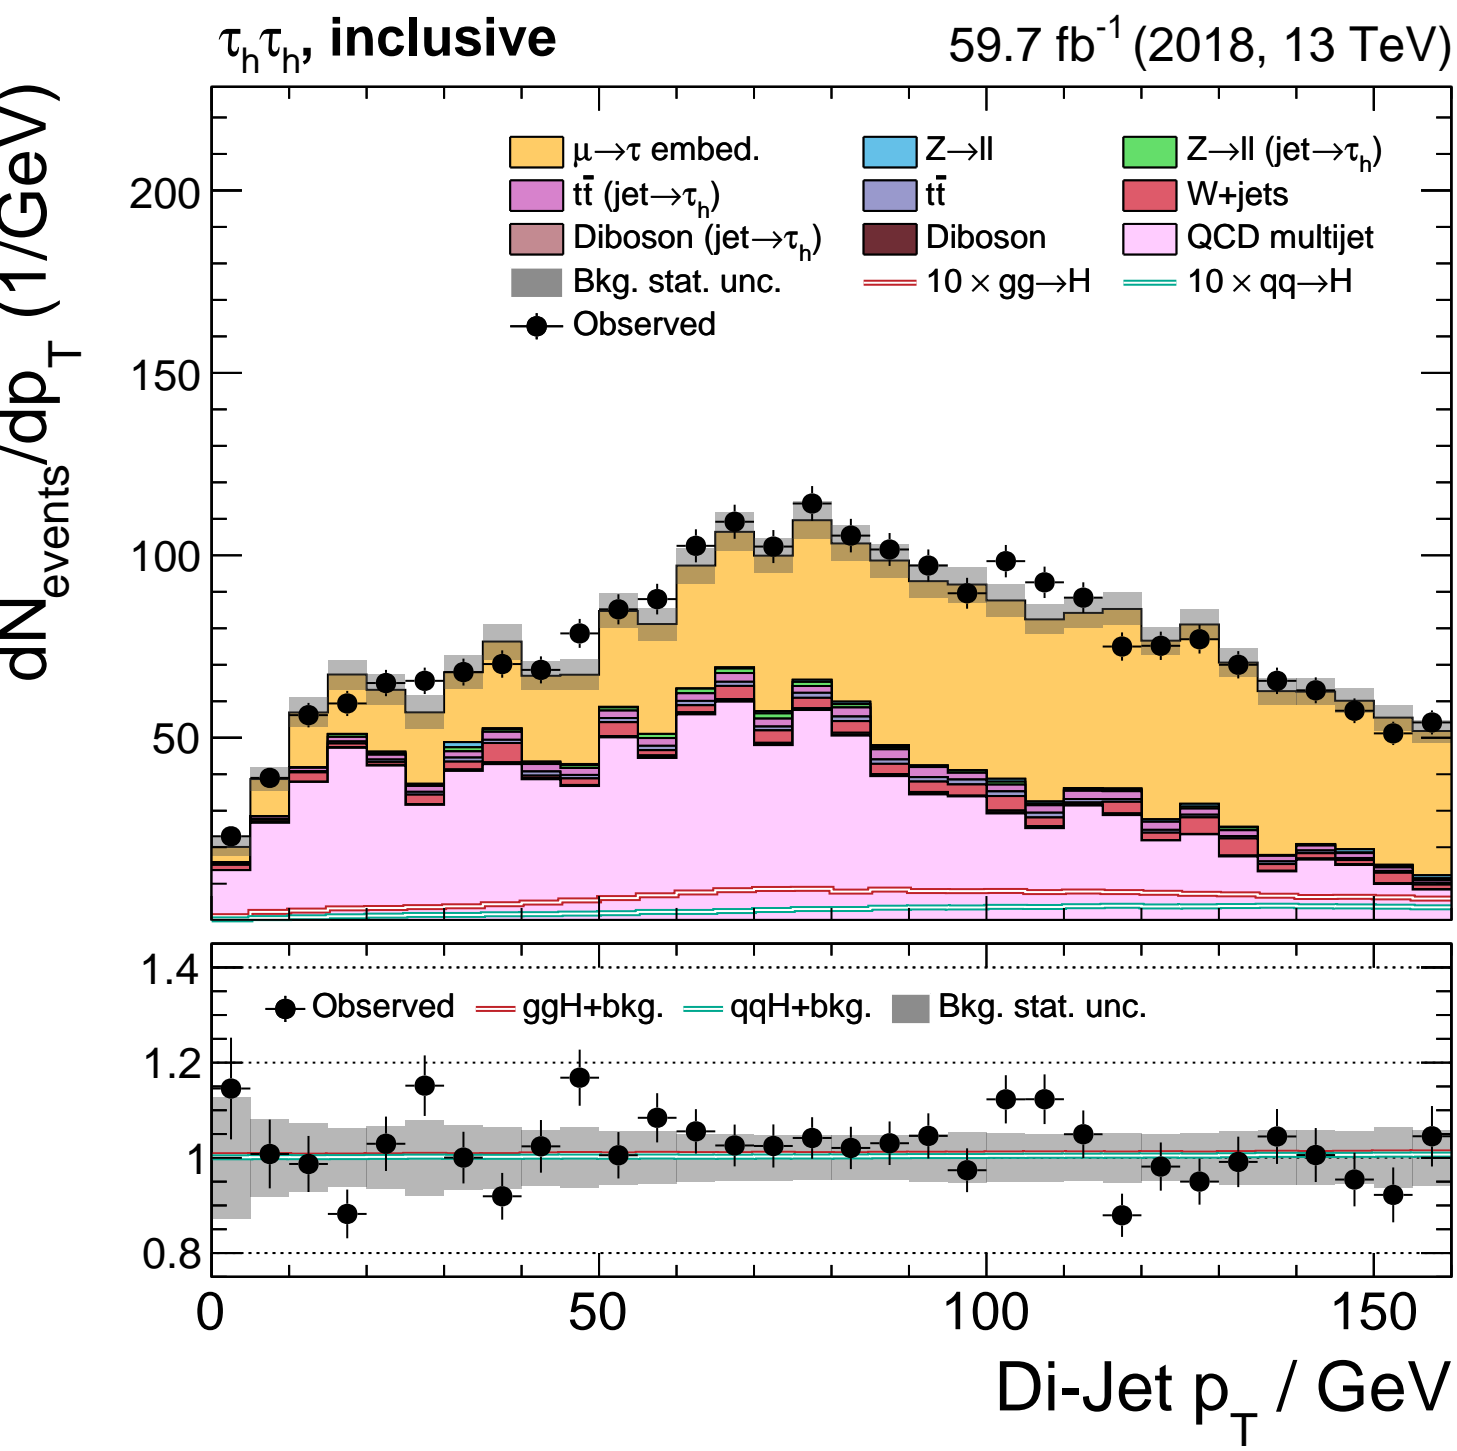 τhτh, inclusive
59.7 fb-1 (2018, 13 TeV)
dNevents/dpT (1/GeV)
μ→τ embed.
Z→ll
Z→ll (jet→τh)
tt̄ (jet→τh)
tt̄
W+jets
Diboson (jet→τh)
Diboson
QCD multijet
Bkg. stat. unc.
10 × gg→H
10 × qq→H
Observed
200
150
100
50
1.4
1.2
1
0.8
Observed
ggH+bkg.
qqH+bkg.
Bkg. stat. unc.
0
50
100
150
Di-Jet pT / GeV